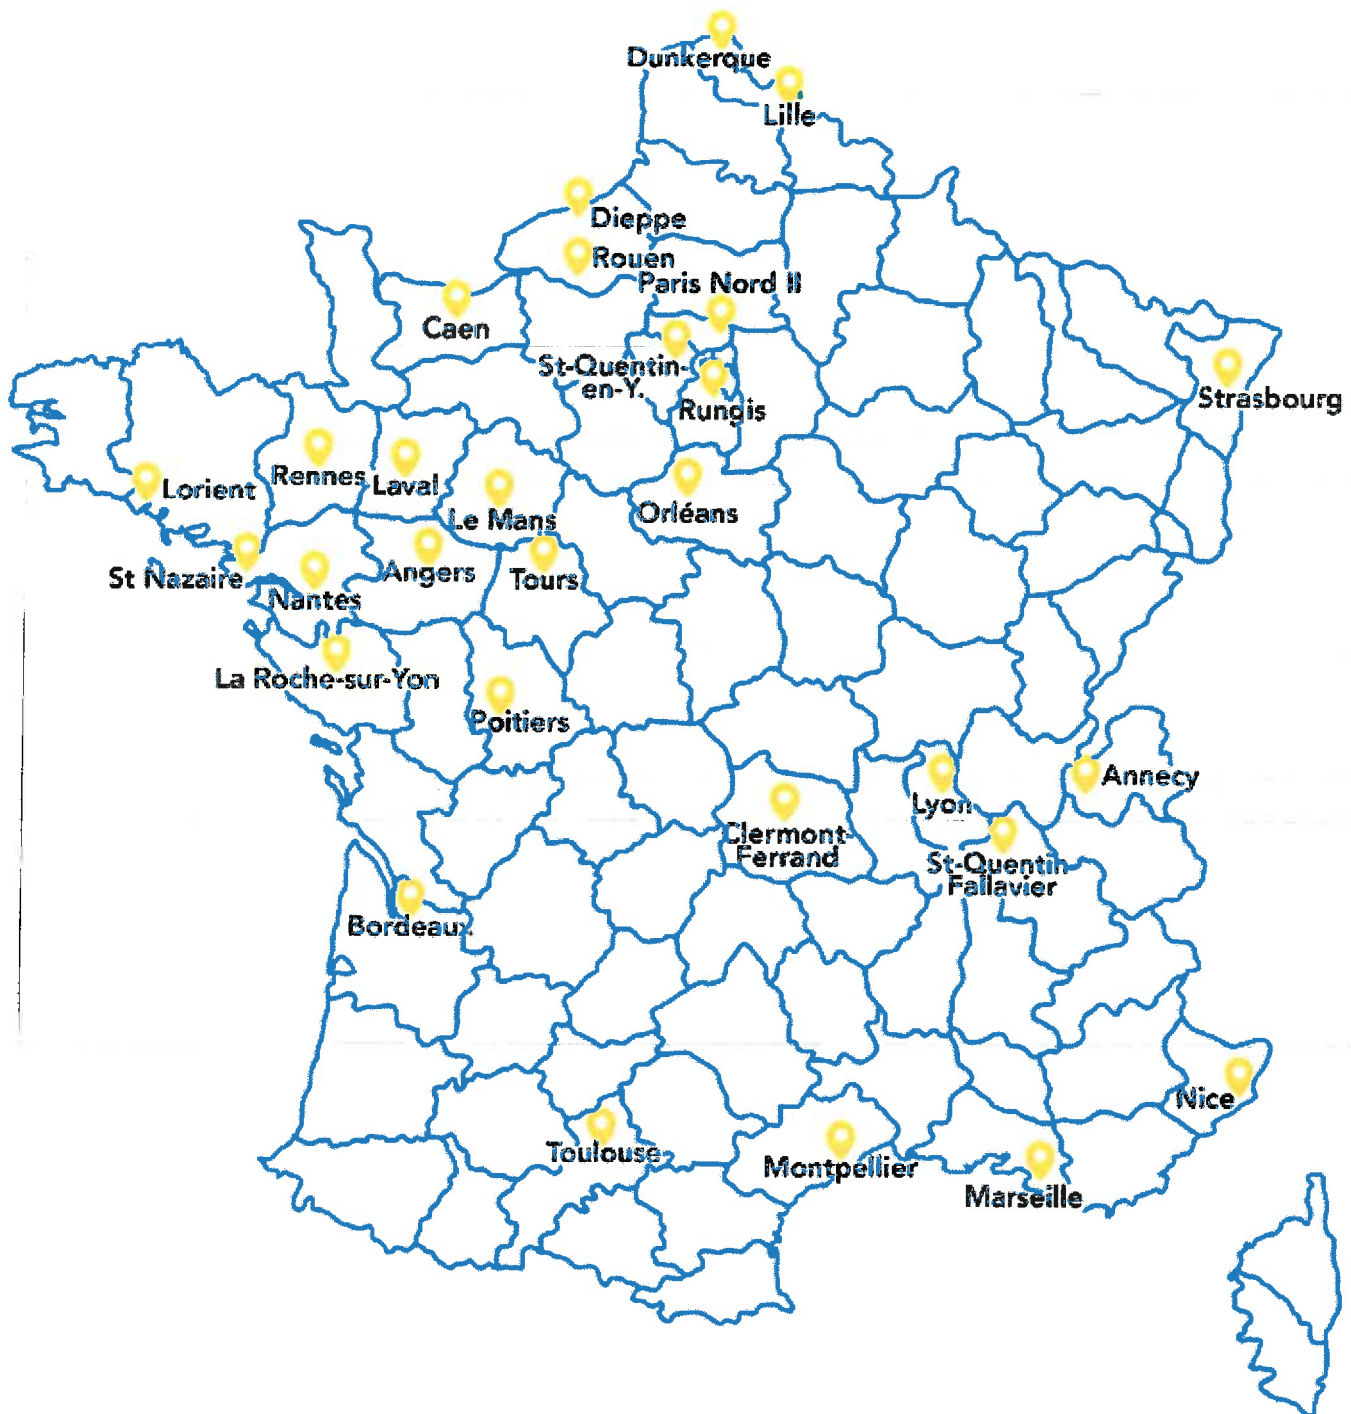 Dunkerque
Lille
Dieppe
Rouen
Paris Nord II
Caen
St-Quentin-
en-Y.
Rungis
Strasbourg
Rennes
Laval
Lorient
Le Mans
Orléans
St Nazaire
Nantes
Angers
Tours
La Roche-sur-Yon
Poitiers
Annecy
Lyon
Clermont-
Ferrand
St-Quentin
Fallavier
Bordeaux
Nice
Toulouse
Montpellier
Marseille